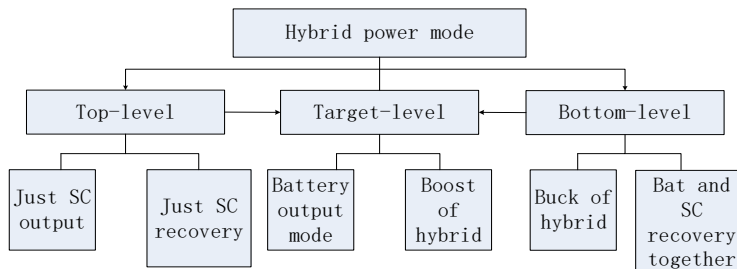 Hybrid power mode
Top-level
Target-level
Bottom-level
Just SC
output
Just SC
recovery
Battery
output
mode
Boost
of
hybrid
Buck of
hybrid
Bat and
SC
recovery
together